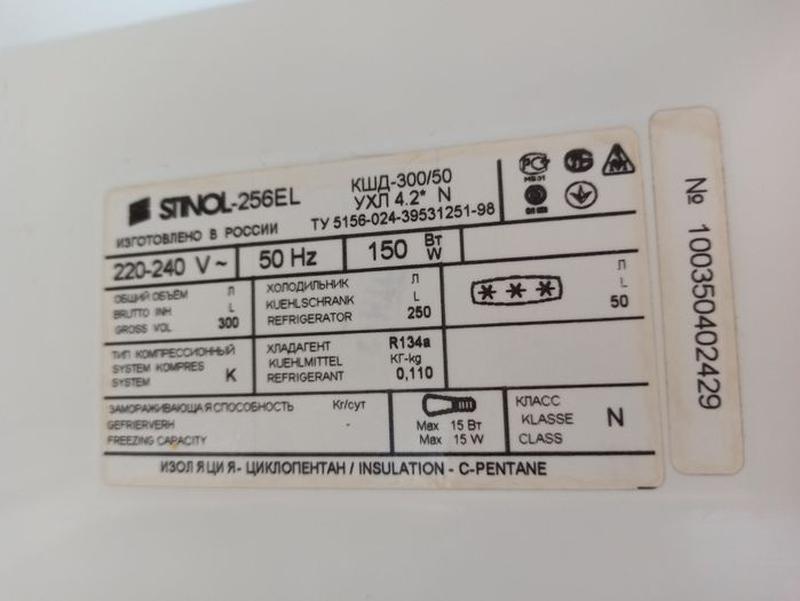 STINOL-256EL
КШД-300/50
УХЛ 4.2* N
ТУ 5156-024-39531251-98
ИЗГОТОВЛЕНО В РОССИИ
РСТ
220-240 V ~
50 Hz
150 Вт
W
ОБЩИЙ ОБЪЁМ Л
BRUTTO INH L
GROSS VOL 300
ХОЛОДИЛЬНИК Л
KUEHLSCHRANK L
REFRIGERATOR 250
***
Л
L
50
ТИП КОМПРЕССИОННЫЙ
SYSTEM KOMPRES
SYSTEM K
ХЛАДАГЕНТ R134a
KUEHLMITTEL КГ-kg
REFRIGERANT 0,110
ЗАМОРАЖИВАЮЩАЯ СПОСОБНОСТЬ Кг/сут
GEFRIERVERH -
FREEZING CAPACITY
Max 15 Вт
Max 15 W
КЛАСС
KLASSE N
CLASS
ИЗОЛЯЦИЯ- ЦИКЛОПЕНТАН / INSULATION - C-PENTANE
№ 100350402429